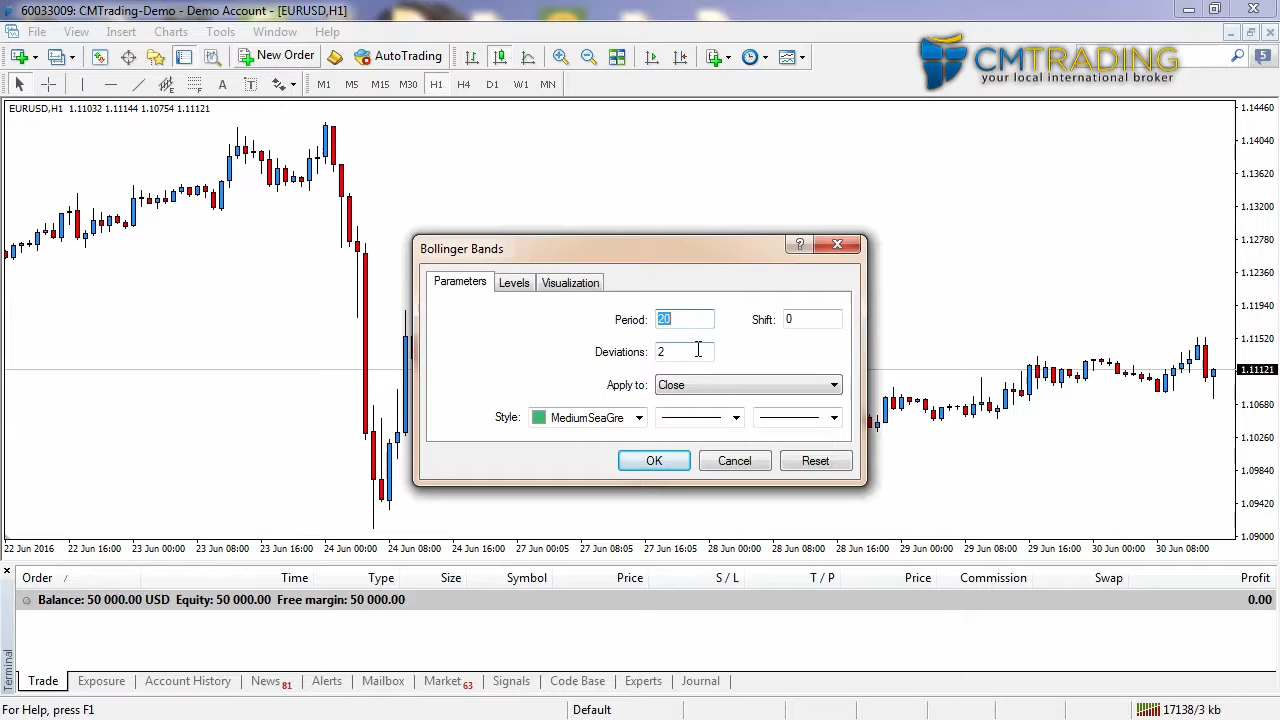 60033009: CMTrading-Demo - Demo Account - [EURUSD,H1]
File View Insert Charts Tools Window Help
New Order AutoTrading
CMTRADING
your local international broker
5
A T M1 M5 M15 M30 H1 H4 D1 W1 MN
EURUSD,H1 1.11032 1.11144 1.10754 1.11121
1.14460
1.14040
1.13620
1.13200
1.12780
1.12360
1.11940
1.11520
1.11121
1.10680
1.10260
1.09840
1.09420
1.09000
Bollinger Bands
?
Parameters Levels Visualization
Period: 20 Shift: 0
Deviations: 2
Apply to: Close
Style: MediumSeaGre
OK Cancel Reset
22 Jun 2016 22 Jun 16:00 23 Jun 00:00 23 Jun 08:00 23 Jun 16:00 24 Jun 00:00 24 Jun 08:00 24 Jun 16:00 27 Jun 00:05 27 Jun 08:05 27 Jun 16:05 28 Jun 00:00 28 Jun 08:00 28 Jun 16:00 29 Jun 00:00 29 Jun 08:00 29 Jun 16:00 30 Jun 00:00 30 Jun 08:00
Order / Time Type Size Symbol Price S / L T / P Price Commission Swap Profit
Balance: 50 000.00 USD Equity: 50 000.00 Free margin: 50 000.00 0.00
Terminal
Trade Exposure Account History News 81 Alerts Mailbox Market 63 Signals Code Base Experts Journal
For Help, press F1 Default 17138/3 kb